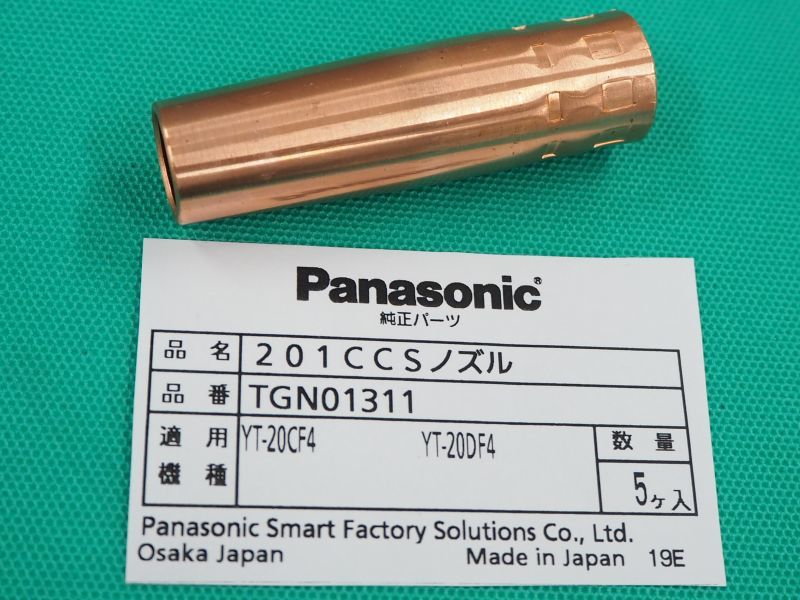 Panasonic®
純正パーツ
品名 201CCSノズル
品番 TGN01311
適用機種 YT-20CF4 YT-20DF4 数量
5ヶ入
Panasonic Smart Factory Solutions Co., Ltd.
Osaka Japan Made in Japan 19E